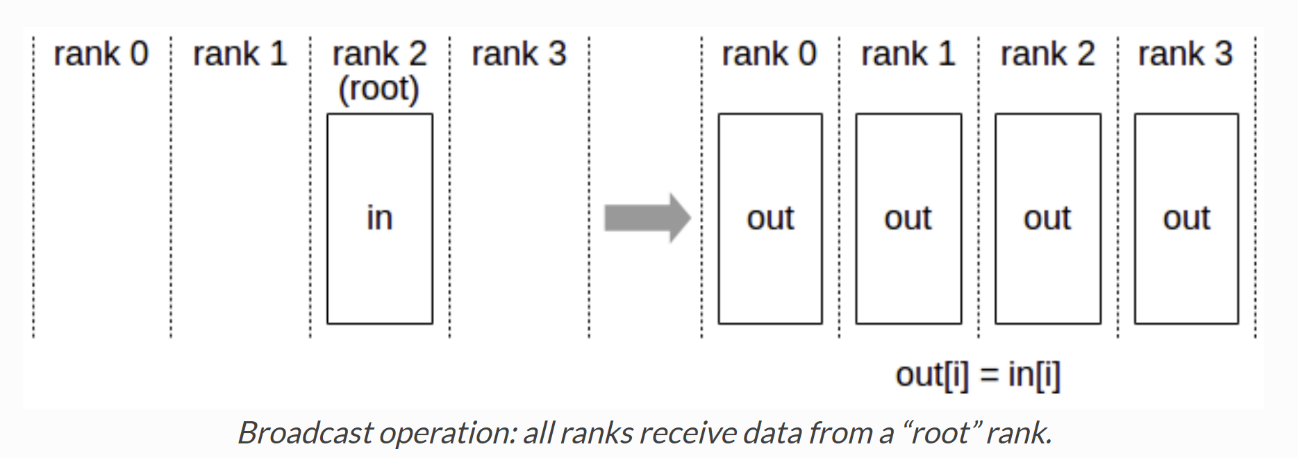 rank 0 rank 1 rank 2 rank 3 rank 0 rank 1 rank 2 rank 3
(root)
in out out out out
out[i] = in[i]
Broadcast operation: all ranks receive data from a “root” rank.